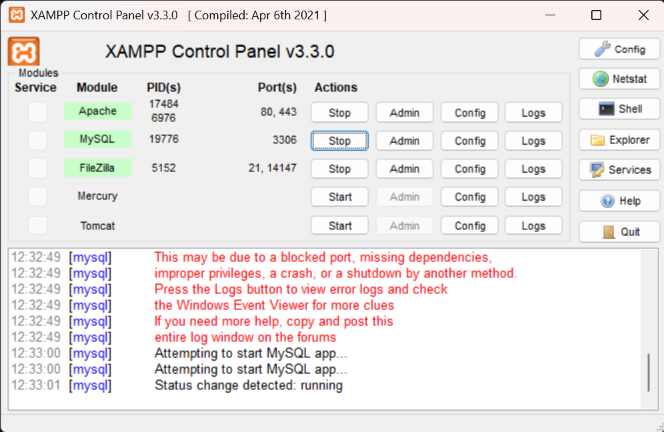 XAMPP Control Panel v3.3.0   [ Compiled: Apr 6th 2021 ]
XAMPP Control Panel v3.3.0
Config
Modules
Service Module PID(s) Port(s) Actions
Netstat
Apache 17484 6976 80, 443 Stop Admin Config Logs
Shell
MySQL 19776 3306 Stop Admin Config Logs
Explorer
FileZilla 5152 21, 14147 Stop Admin Config Logs
Services
Mercury Start Admin Config Logs
Help
Tomcat Start Admin Config Logs
Quit
12:32:49 [mysql] This may be due to a blocked port, missing dependencies,
12:32:49 [mysql] improper privileges, a crash, or a shutdown by another method.
12:32:49 [mysql] Press the Logs button to view error logs and check
12:32:49 [mysql] the Windows Event Viewer for more clues
12:32:49 [mysql] If you need more help, copy and post this
12:32:49 [mysql] entire log window on the forums
12:33:00 [mysql] Attempting to start MySQL app...
12:33:00 [mysql] Attempting to start MySQL app...
12:33:01 [mysql] Status change detected: running